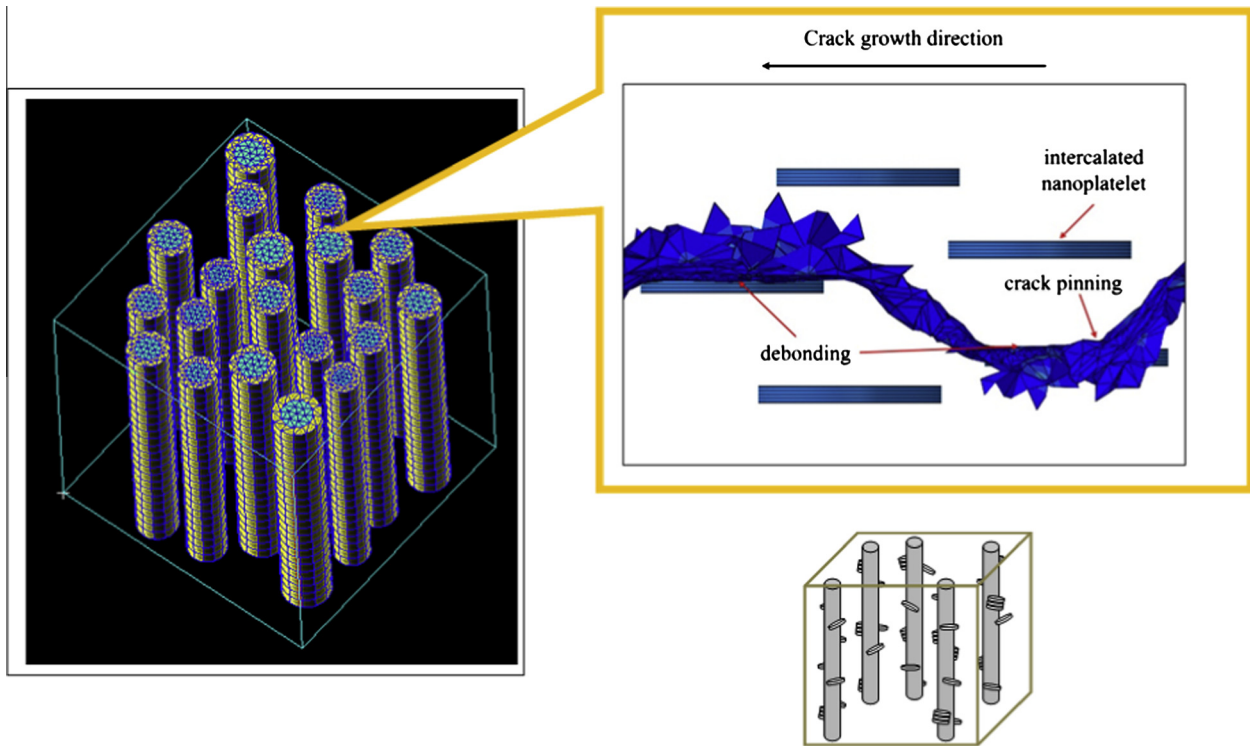 Crack growth direction
intercalated
nanoplatelet
crack pinning
debonding